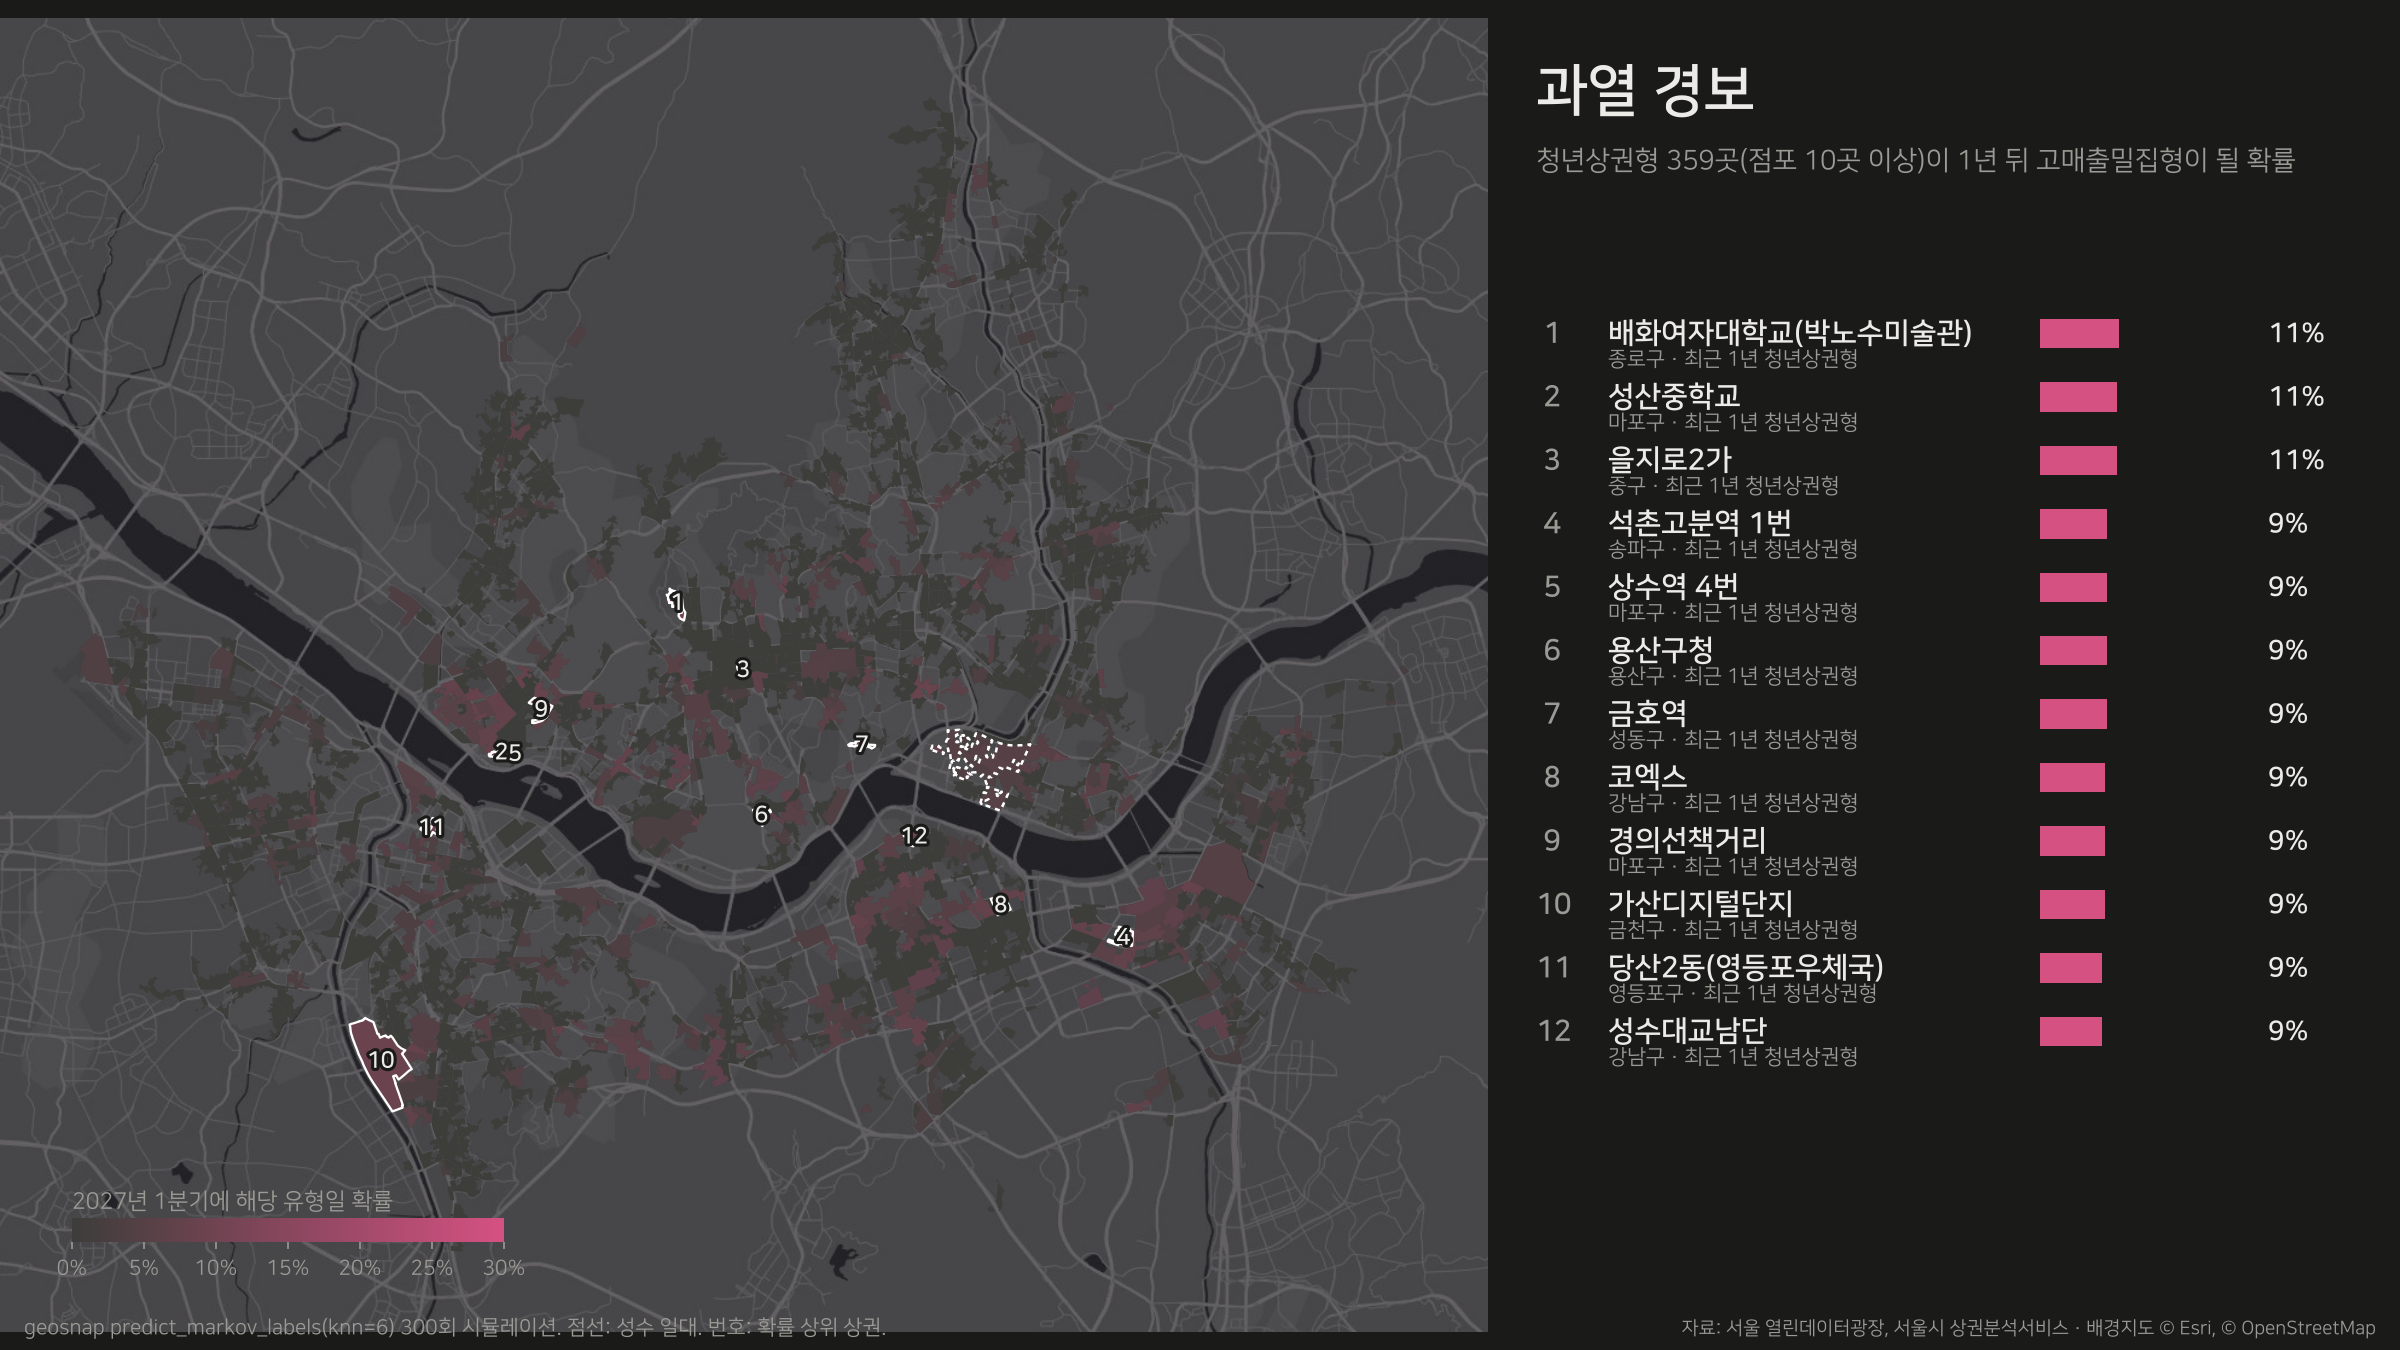 과열 경보
청년상권형 359곳(점포 10곳 이상)이 1년 뒤 고매출밀집형이 될 확률
1 배화여자대학교(박노수미술관) 11%
종로구 · 최근 1년 청년상권형
2 성산중학교 11%
마포구 · 최근 1년 청년상권형
3 을지로2가 11%
중구 · 최근 1년 청년상권형
4 석촌고분역 1번 9%
송파구 · 최근 1년 청년상권형
5 상수역 4번 9%
마포구 · 최근 1년 청년상권형
6 용산구청 9%
용산구 · 최근 1년 청년상권형
7 금호역 9%
성동구 · 최근 1년 청년상권형
8 코엑스 9%
강남구 · 최근 1년 청년상권형
9 경의선책거리 9%
마포구 · 최근 1년 청년상권형
10 가산디지털단지 9%
금천구 · 최근 1년 청년상권형
11 당산2동(영등포우체국) 9%
영등포구 · 최근 1년 청년상권형
12 성수대교남단 9%
강남구 · 최근 1년 청년상권형
1
3
9
25
7
6
11
12
8
4
10
2027년 1분기에 해당 유형일 확률
0% 5% 10% 15% 20% 25% 30%
geosnap predict_markov_labels(knn=6) 300회 시뮬레이션. 점선: 성수 일대. 번호: 확률 상위 상권.
자료: 서울 열린데이터광장, 서울시 상권분석서비스 · 배경지도 © Esri, © OpenStreetMap